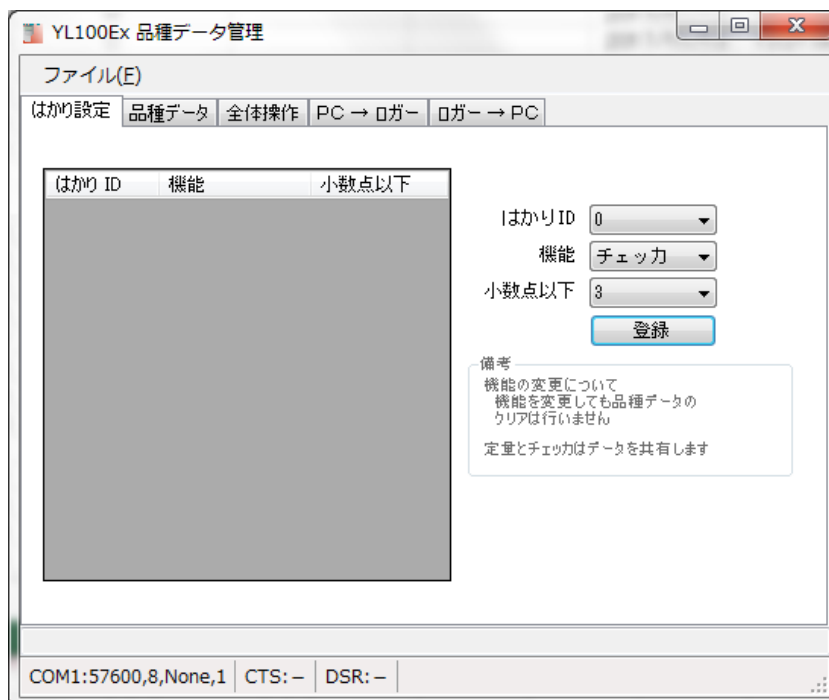 YL100Ex 品種データ管理
ファイル(F)
はかり設定 品種データ 全体操作 PC → ロガー ロガー → PC
はかり ID 機能 小数点以下
はかりID 0
機能 チェッカ
小数点以下 3
登録
備考
機能の変更について
機能を変更しても品種データの
クリアは行いません
定量とチェッカはデータを共有します
COM1:57600,8,None,1 CTS:− DSR:−